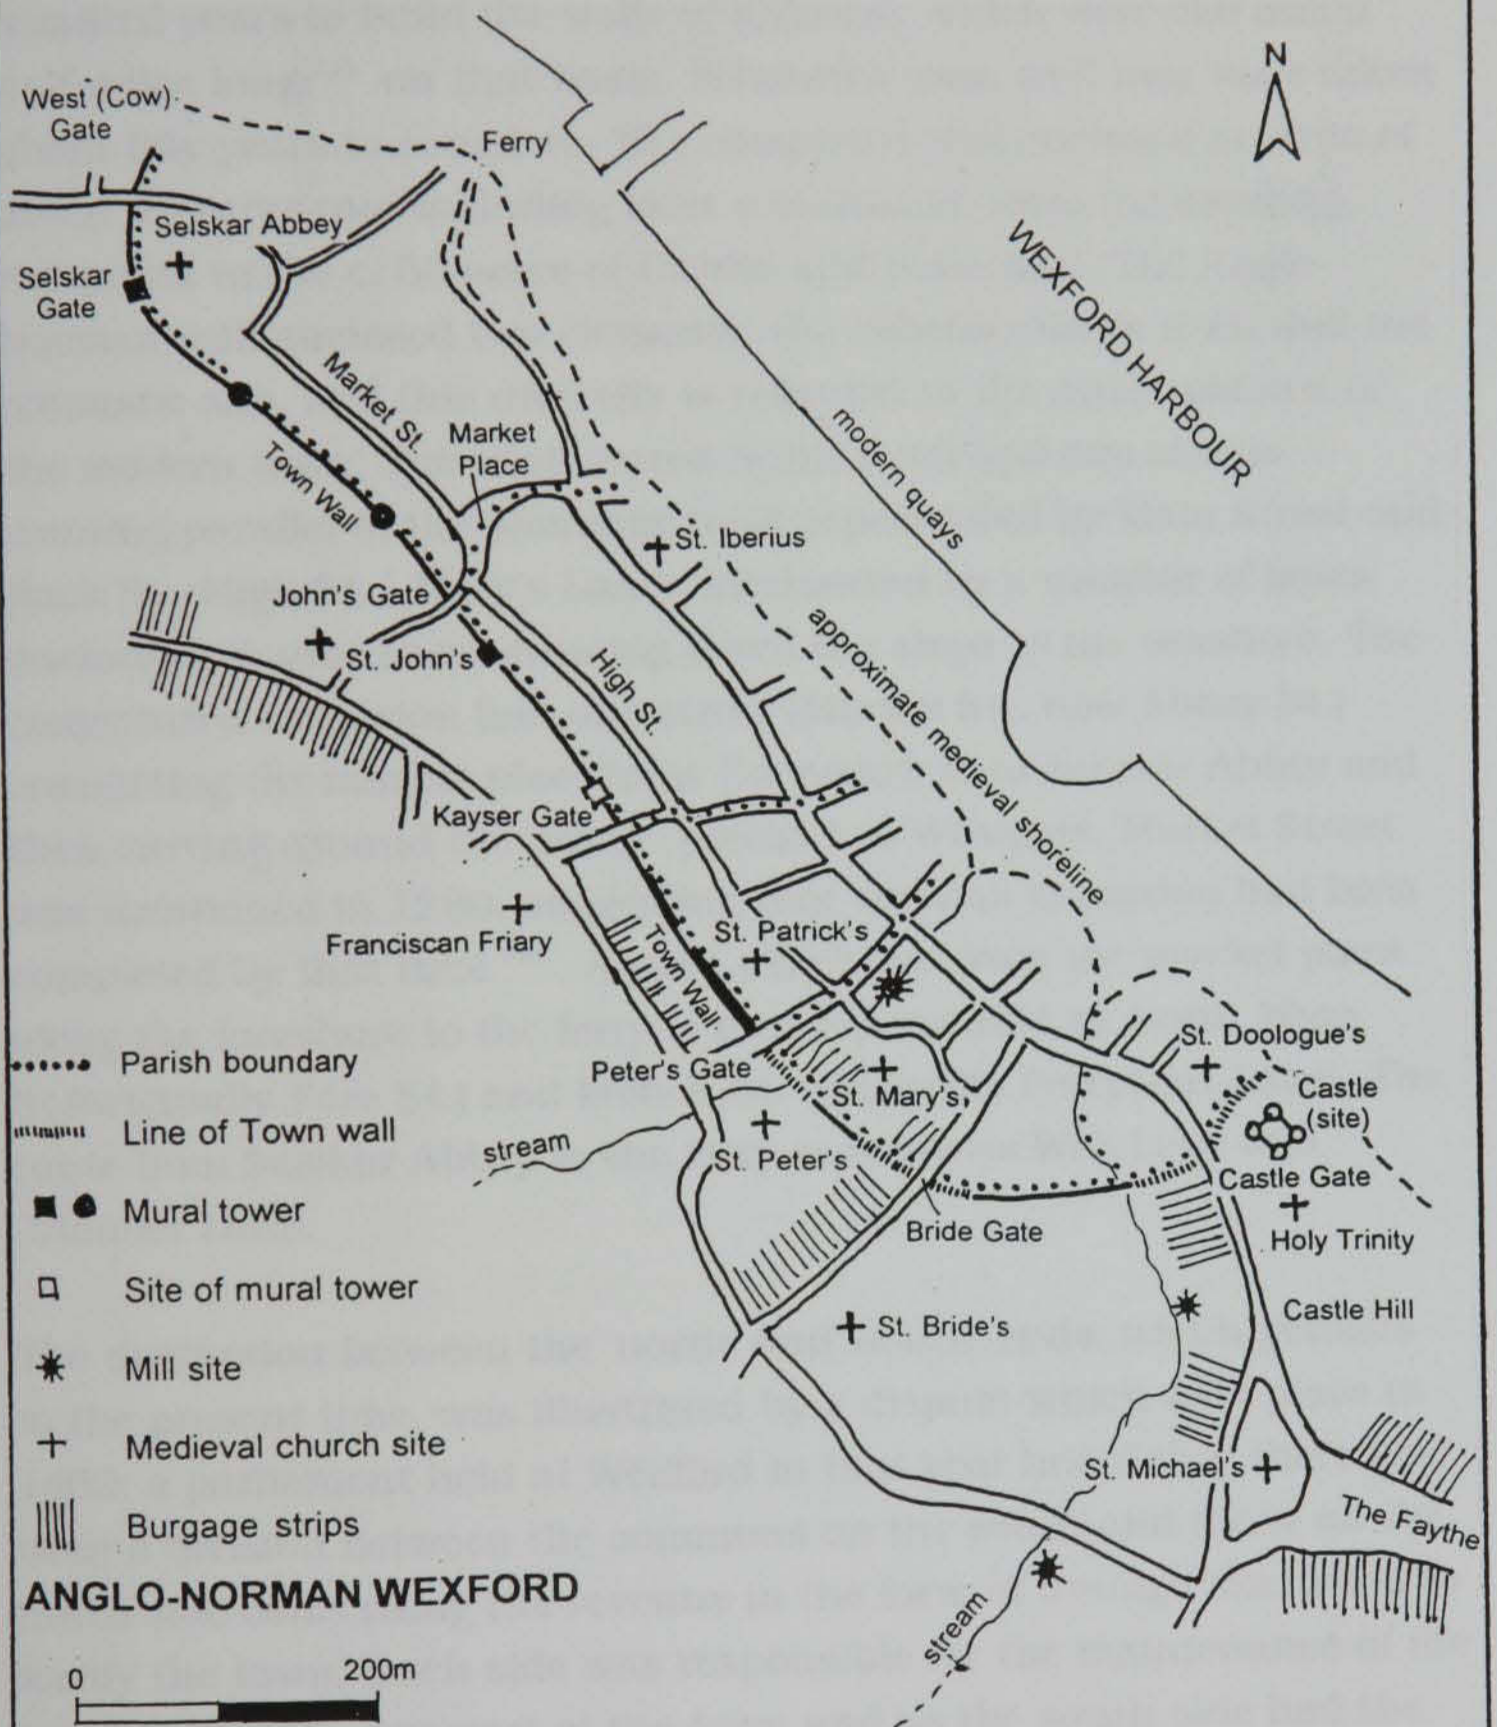 N
West (Cow)
Gate
Ferry
Selskar Abbey
Selskar
Gate
WEXFORD HARBOUR
Market St.
Market
Place
modern quays
Town Wall
St. Iberius
John's Gate
approximate medieval shoreline
St. John's
High St.
Kayser Gate
Franciscan Friary
St. Patrick's
Town Wall
St. Doologue's
Parish boundary
Peter's Gate
St. Mary's
Castle
(site)
Line of Town wall
stream
St. Peter's
Castle Gate
Mural tower
Bride Gate
Holy Trinity
Site of mural tower
Castle Hill
St. Bride's
Mill site
Medieval church site
St. Michael's
The Faythe
Burgage strips
ANGLO-NORMAN WEXFORD
stream
0 200m